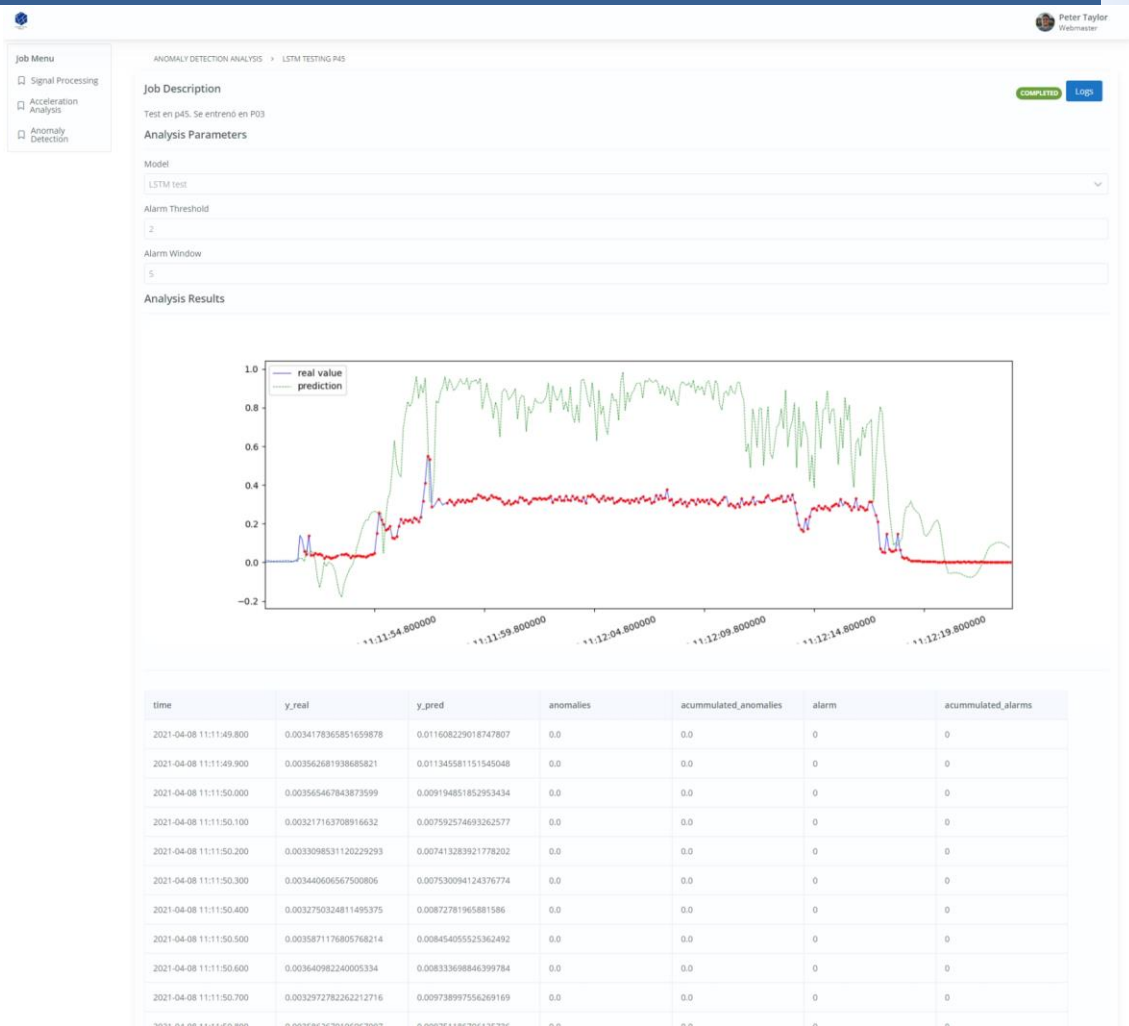 Peter Taylor
Webmaster
Job Menu
Signal Processing
Acceleration
Analysis
Anomaly
Detection
ANOMALY DETECTION ANALYSIS > LSTM TESTING P45
Job Description
COMPLETED
Logs
Test en p45. Se entrenó en P03
Analysis Parameters
Model
LSTM test
Alarm Threshold
2
Alarm Window
5
Analysis Results
real value
prediction
1.0
0.8
0.6
0.4
0.2
0.0
−0.2
11:11:54.800000
11:11:59.800000
11:12:04.800000
11:12:09.800000
11:12:14.800000
11:12:19.800000
time y_real y_pred anomalies acummulated_anomalies alarm acummulated_alarms
2021-04-08 11:11:49.800 0.0034178365851659878 0.011608229018747807 0.0 0.0 0 0
2021-04-08 11:11:49.900 0.003562681938685821 0.011345581151545048 0.0 0.0 0 0
2021-04-08 11:11:50.000 0.003565467843873599 0.009194851852953434 0.0 0.0 0 0
2021-04-08 11:11:50.100 0.003217163708916632 0.007592574693262577 0.0 0.0 0 0
2021-04-08 11:11:50.200 0.0033098531120229293 0.007413283921778202 0.0 0.0 0 0
2021-04-08 11:11:50.300 0.003440606567500806 0.007530094124376774 0.0 0.0 0 0
2021-04-08 11:11:50.400 0.0032750324811495375 0.00872781965881586 0.0 0.0 0 0
2021-04-08 11:11:50.500 0.0035871176805768214 0.008454055525362492 0.0 0.0 0 0
2021-04-08 11:11:50.600 0.003640982240005334 0.008333698846399784 0.0 0.0 0 0
2021-04-08 11:11:50.700 0.0032972782262212716 0.009738997556269169 0.0 0.0 0 0